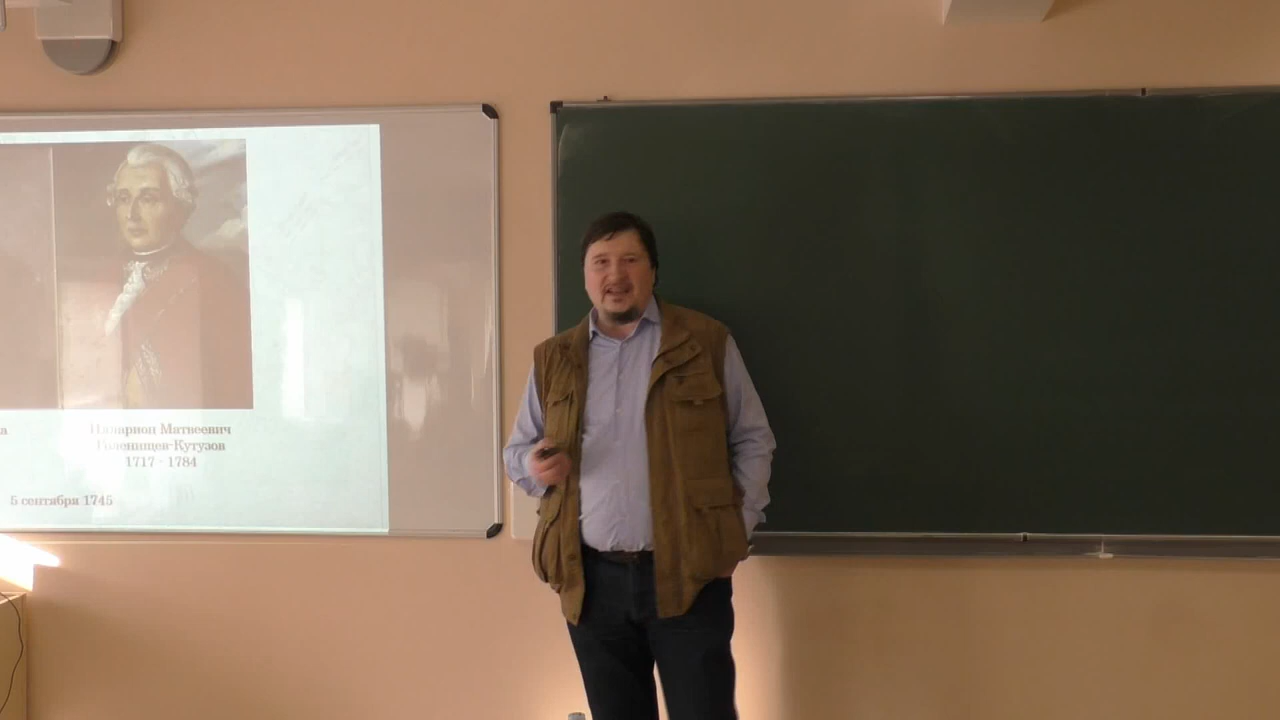 а
Илларион Матвеевич
Голенищев-Кутузов
1717 - 1784
5 сентября 1745